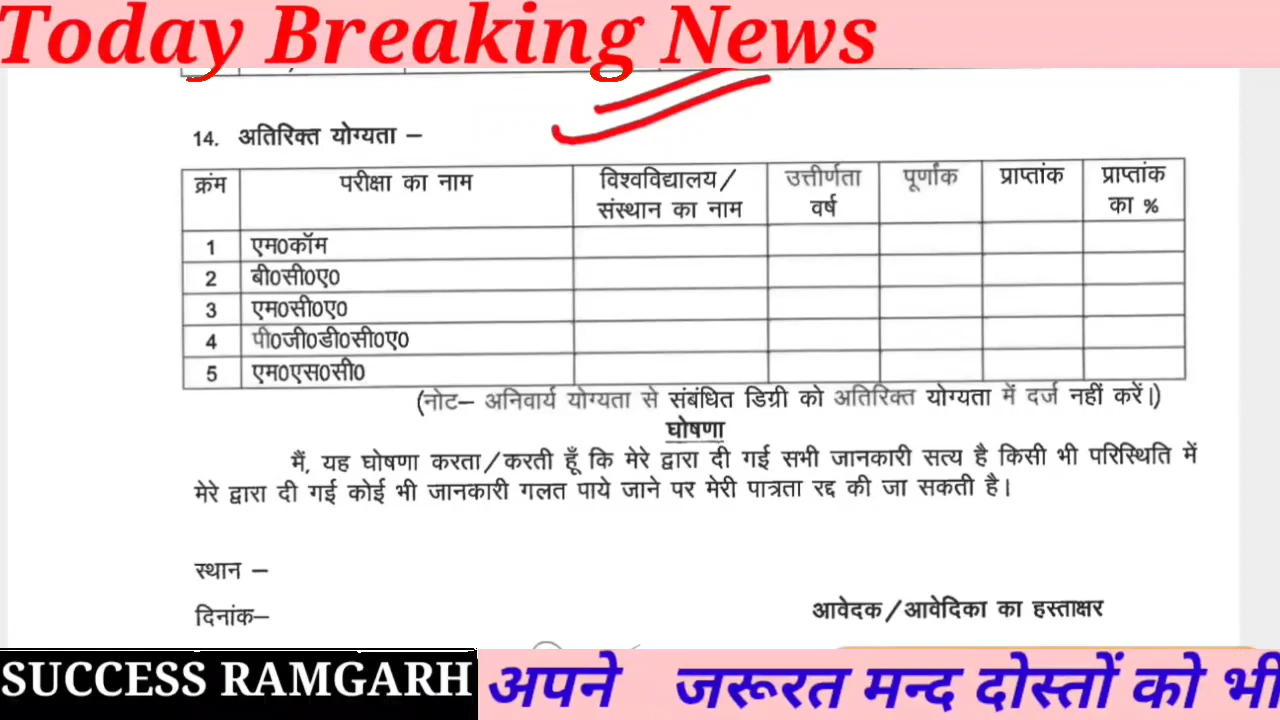 Today Breaking News
14. अतिरिक्त योग्यता –
क्रंम परीक्षा का नाम विश्वविद्यालय/ संस्थान का नाम उत्तीर्णता वर्ष पूर्णांक प्राप्तांक प्राप्तांक का %
1 एम0कॉम
2 बी0सी0ए0
3 एम0सी0ए0
4 पी0जी0डी0सी0ए0
5 एम0एस0सी0
(नोट– अनिवार्य योग्यता से संबंधित डिग्री को अतिरिक्त योग्यता में दर्ज नहीं करें।)
घोषणा
मैं, यह घोषणा करता/करती हूँ कि मेरे द्वारा दी गई सभी जानकारी सत्य है किसी भी परिस्थिति में
मेरे द्वारा दी गई कोई भी जानकारी गलत पाये जाने पर मेरी पात्रता रद्द की जा सकती है।
स्थान –
दिनांक–
आवेदक/आवेदिका का हस्ताक्षर
SUCCESS RAMGARH
अपने जरूरत मन्द दोस्तों को भी